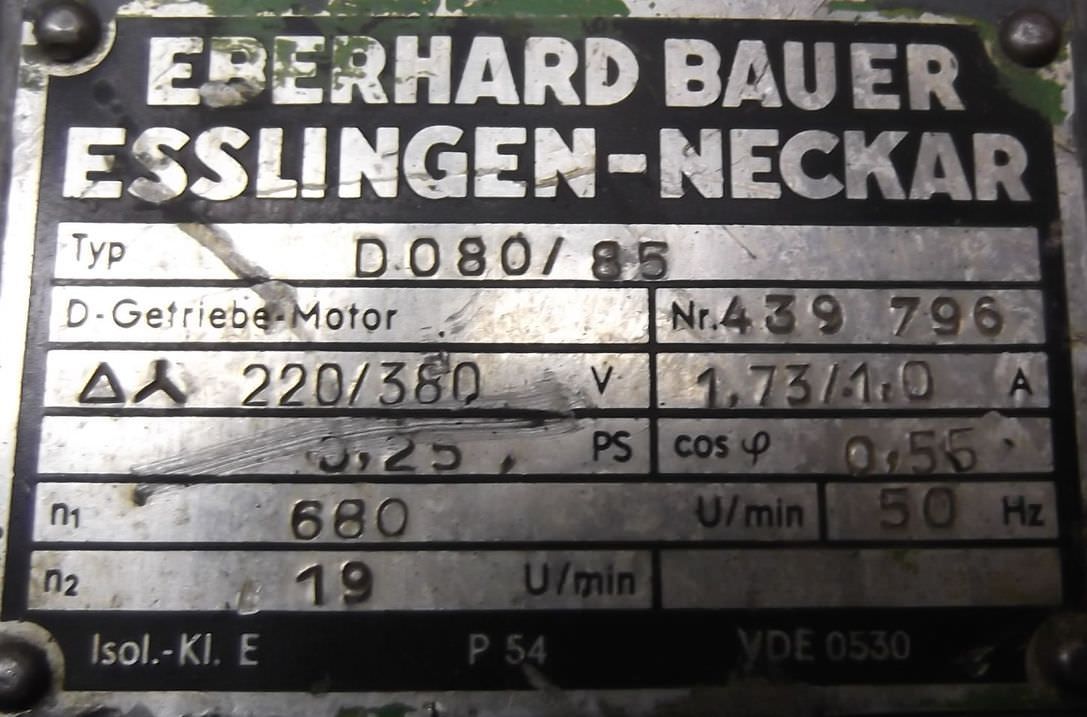 EBERHARD BAUER
ESSLINGEN-NECKAR
Typ D080/85
D-Getriebe-Motor Nr. 439 796
220/380 V 1,73/1,0 A
0,25 PS cos φ 0,55
n1 680 U/min 50 Hz
n2 19 U/min
Isol.-Kl. E P 54 VDE 0530